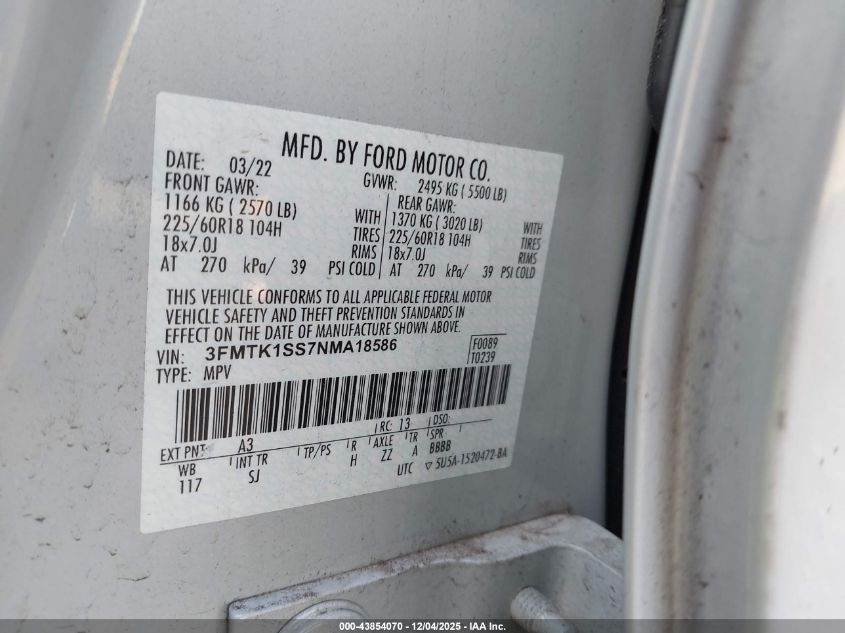 MFD. BY FORD MOTOR CO.
DATE: 03/22 GVWR: 2495 KG ( 5500 LB)
FRONT GAWR: REAR GAWR:
1166 KG ( 2570 LB) WITH 1370 KG ( 3020 LB) WITH
225/60R18 104H TIRES 225/60R18 104H TIRES
18x7.0J RIMS 18x7.0J RIMS
AT 270 kPa/ 39 PSI COLD AT 270 kPa/ 39 PSI COLD
THIS VEHICLE CONFORMS TO ALL APPLICABLE FEDERAL MOTOR
VEHICLE SAFETY AND THEFT PREVENTION STANDARDS IN
EFFECT ON THE DATE OF MANUFACTURE SHOWN ABOVE.
VIN: 3FMTK1SS7NMA18586 F0089
TYPE: MPV T0239
EXT PNT: A3 RC: 13 DSO:
WB INT TR TP/PS R AXLE TR SPR
117 SJ H ZZ A BBBB
UTC ▽ 5U5A-1520472-BA
000-43854070 - 12/04/2025 - IAA Inc.